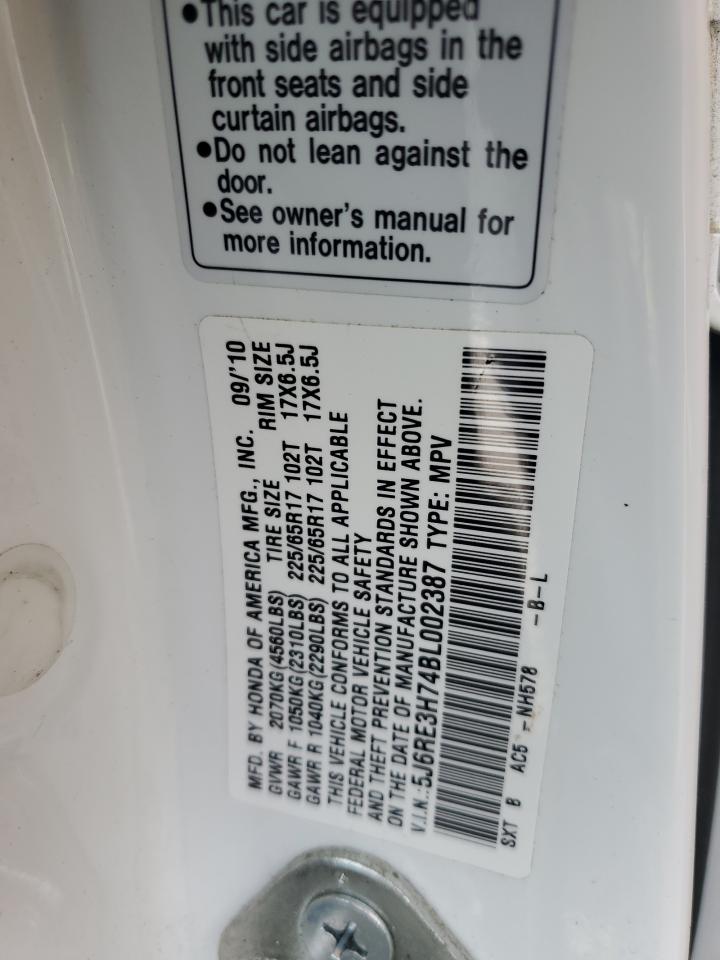 •This car is equipped
with side airbags in the
front seats and side
curtain airbags.
•Do not lean against the
door.
•See owner's manual for
more information.
MFD. BY HONDA OF AMERICA MFG., INC. 09/'10
GVWR 2070KG(4560LBS) TIRE SIZE RIM SIZE
GAWR F 1050KG(2310LBS) 225/65R17 102T 17X6.5J
GAWR R 1040KG(2290LBS) 225/65R17 102T 17X6.5J
THIS VEHICLE CONFORMS TO ALL APPLICABLE
FEDERAL MOTOR VEHICLE SAFETY
AND THEFT PREVENTION STANDARDS IN EFFECT
ON THE DATE OF MANUFACTURE SHOWN ABOVE.
V.I.N.:5J6RE3H74BL002387 TYPE: MPV
SXT B AC5 - NH578 -B-L